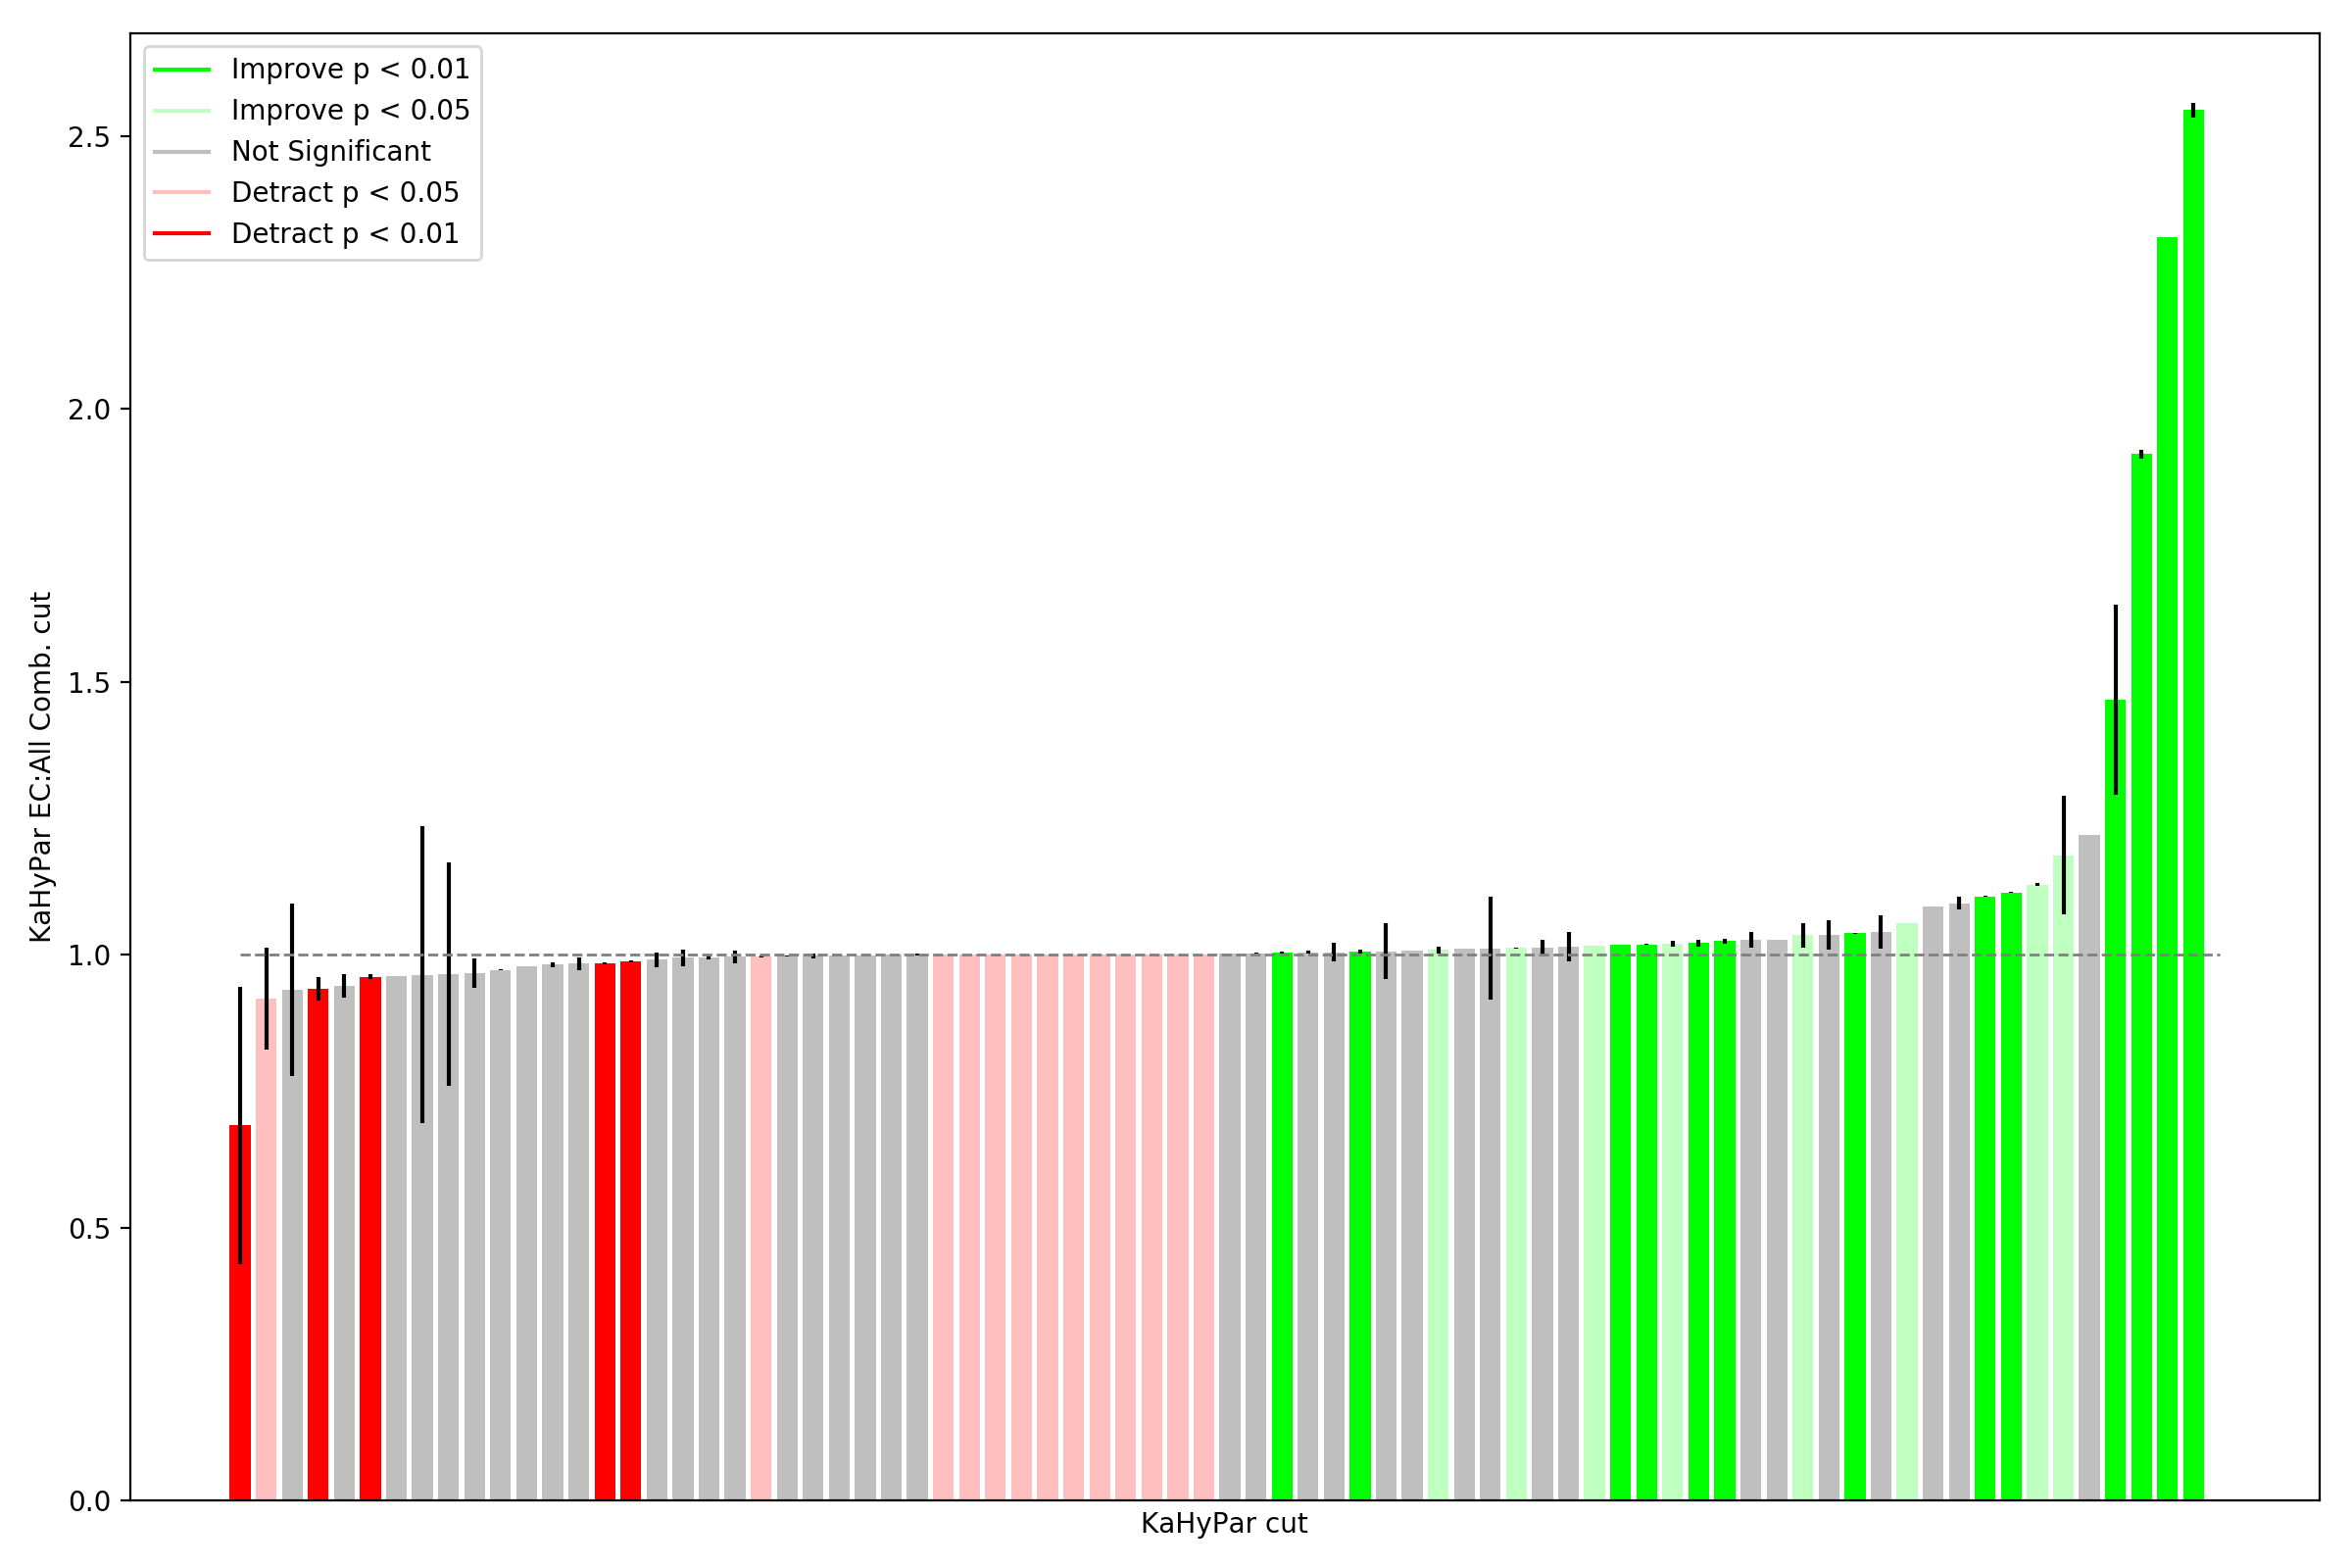 Improve p < 0.01
Improve p < 0.05
Not Significant
Detract p < 0.05
Detract p < 0.01
2.5
2.0
1.5
1.0
0.5
0.0
KaHyPar EC:All Comb. cut
KaHyPar cut